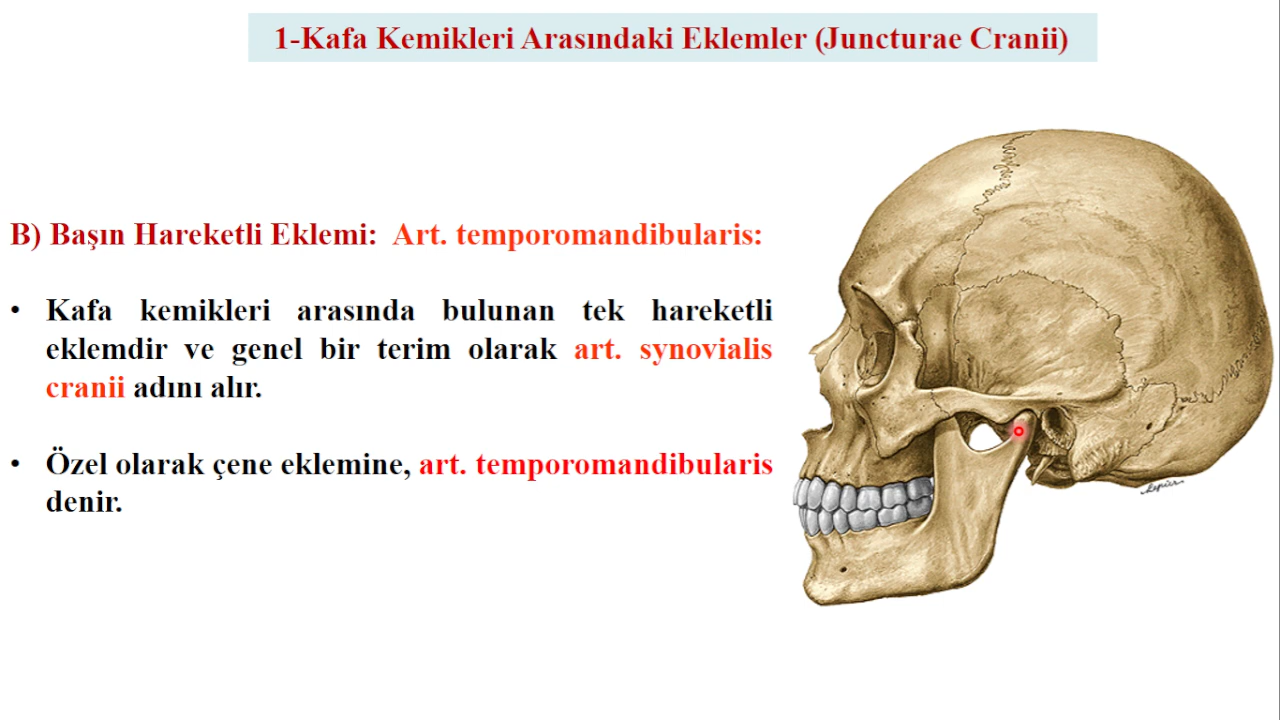 1-Kafa Kemikleri Arasındaki Eklemler (Juncturae Cranii)
B) Başın Hareketli Eklemi: Art. temporomandibularis:
• Kafa kemikleri arasında bulunan tek hareketli
eklemdir ve genel bir terim olarak art. synovialis
cranii adını alır.
• Özel olarak çene eklemine, art. temporomandibularis
denir.